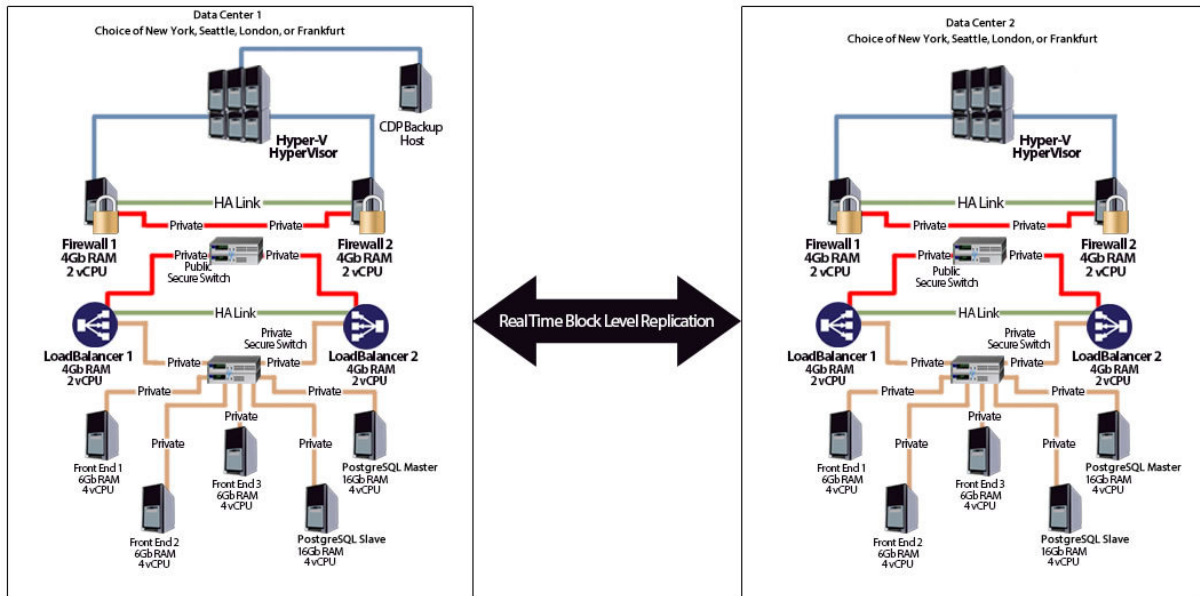 Data Center 1
Choice of New York, Seattle, London, or Frankfurt
CDP Backup
Host
Hyper-V
HyperVisor
HA Link
Private
Private
Firewall 1
4Gb RAM
2 vCPU
Firewall 2
4Gb RAM
2 vCPU
Private
Private
Public
Secure Switch
HA Link
Private
Secure Switch
LoadBalancer 1
4Gb RAM
2 vCPU
LoadBalancer 2
4Gb RAM
2 vCPU
Private
Private
Private
Private
Private
Private
Private
Front End 1
6Gb RAM
4 vCPU
Front End 3
6Gb RAM
4 vCPU
PostgreSQL Master
16Gb RAM
4 vCPU
Front End 2
6Gb RAM
4 vCPU
PostgreSQL Slave
16Gb RAM
4 vCPU
Real Time Block Level Replication
Data Center 2
Choice of New York, Seattle, London, or Frankfurt
Hyper-V
HyperVisor
HA Link
Private
Private
Firewall 1
4Gb RAM
2 vCPU
Firewall 2
4Gb RAM
2 vCPU
Private
Private
Public
Secure Switch
HA Link
Private
Secure Switch
LoadBalancer 1
4Gb RAM
2 vCPU
LoadBalancer 2
4Gb RAM
2 vCPU
Private
Private
Private
Private
Private
Private
Private
Front End 1
6Gb RAM
4 vCPU
Front End 3
6Gb RAM
4 vCPU
PostgreSQL Master
16Gb RAM
4 vCPU
Front End 2
6Gb RAM
4 vCPU
PostgreSQL Slave
16Gb RAM
4 vCPU